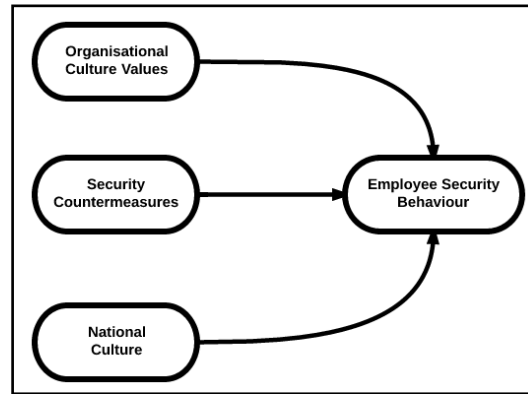 Organisational
Culture Values
Security
Countermeasures
Employee Security
Behaviour
National
Culture